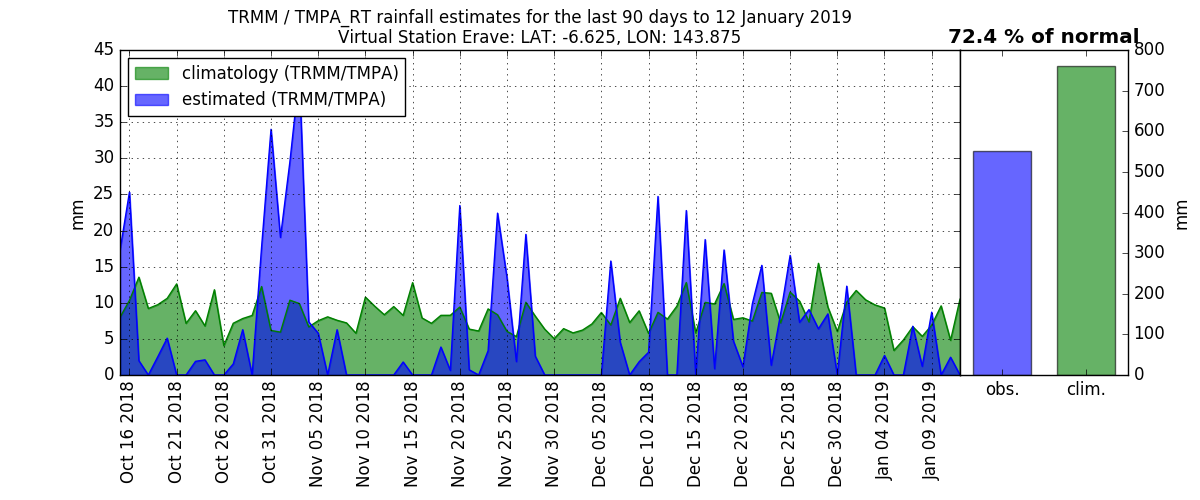 TRMM / TMPA_RT rainfall estimates for the last 90 days to 12 January 2019
Virtual Station Erave: LAT: -6.625, LON: 143.875
72.4 % of normal
climatology (TRMM/TMPA)
estimated (TRMM/TMPA)
mm
45
40
35
30
25
20
15
10
5
0
Oct 16 2018
Oct 21 2018
Oct 26 2018
Oct 31 2018
Nov 05 2018
Nov 10 2018
Nov 15 2018
Nov 20 2018
Nov 25 2018
Nov 30 2018
Dec 05 2018
Dec 10 2018
Dec 15 2018
Dec 20 2018
Dec 25 2018
Dec 30 2018
Jan 04 2019
Jan 09 2019
obs.
clim.
800
700
600
500
400
300
200
100
0
mm